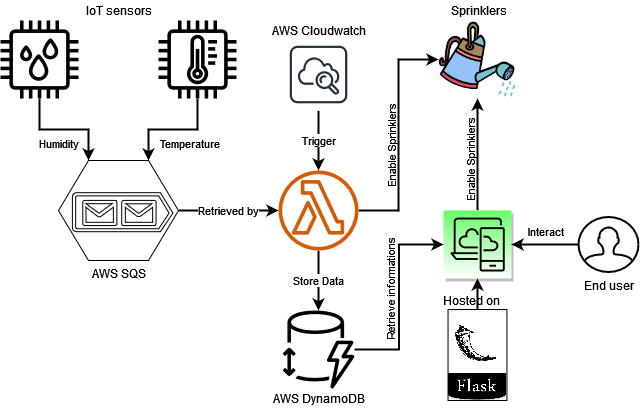 IoT sensors
AWS Cloudwatch
Sprinklers
Humidity
Temperature
Trigger
Enable Sprinklers
Enable Sprinklers
Retrieved by
AWS SQS
Store Data
Retrieve informations
Interact
End user
Hosted on
Flask
AWS DynamoDB